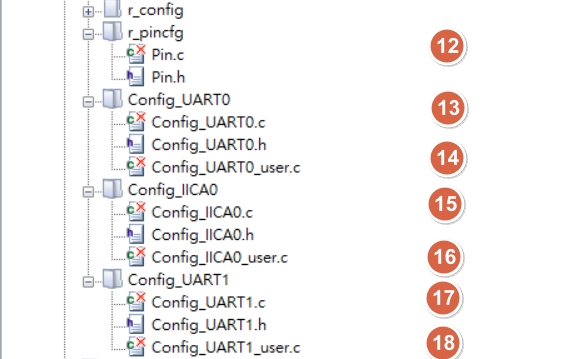 r_config
r_pincfg
Pin.c
12
Pin.h
Config_UART0
13
Config_UART0.c
Config_UART0.h
Config_UART0_user.c
14
Config_IICA0
15
Config_IICA0.c
Config_IICA0.h
Config_IICA0_user.c
16
Config_UART1
17
Config_UART1.c
Config_UART1.h
Config_UART1_user.c
18